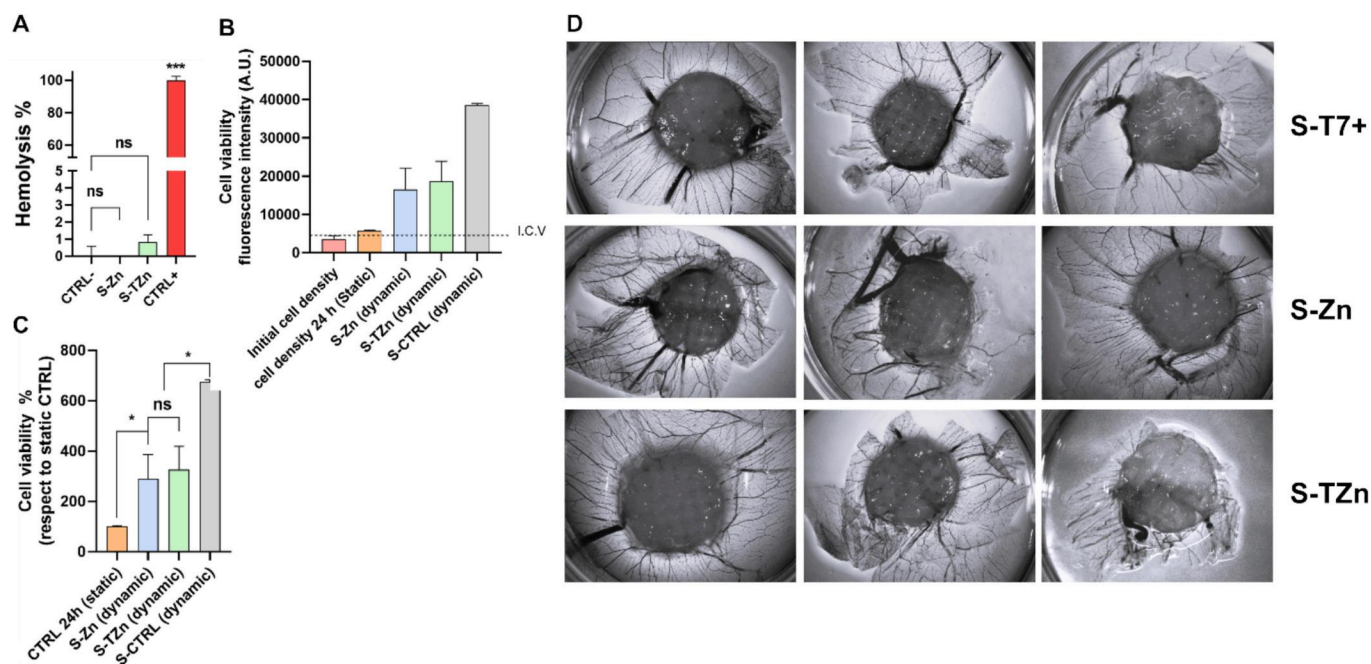 A
Hemolysis %
100
80
60
5
4
3
2
1
0
ns
ns
***
CTRL-
S-Zn
S-TZn
CTRL+
B
Cell viability
fluorescence intensity (A.U.)
50000
40000
30000
20000
10000
0
I.C.V
Initial cell density
cell density 24 h (Static)
S-Zn (dynamic)
S-TZn (dynamic)
S-CTRL (dynamic)
C
Cell viability %
(respect to static CTRL)
800
600
400
200
0
*
ns
*
CTRL 24h (static)
S-Zn (dynamic)
S-TZn (dynamic)
S-CTRL (dynamic)
D
S-T7+
S-Zn
S-TZn